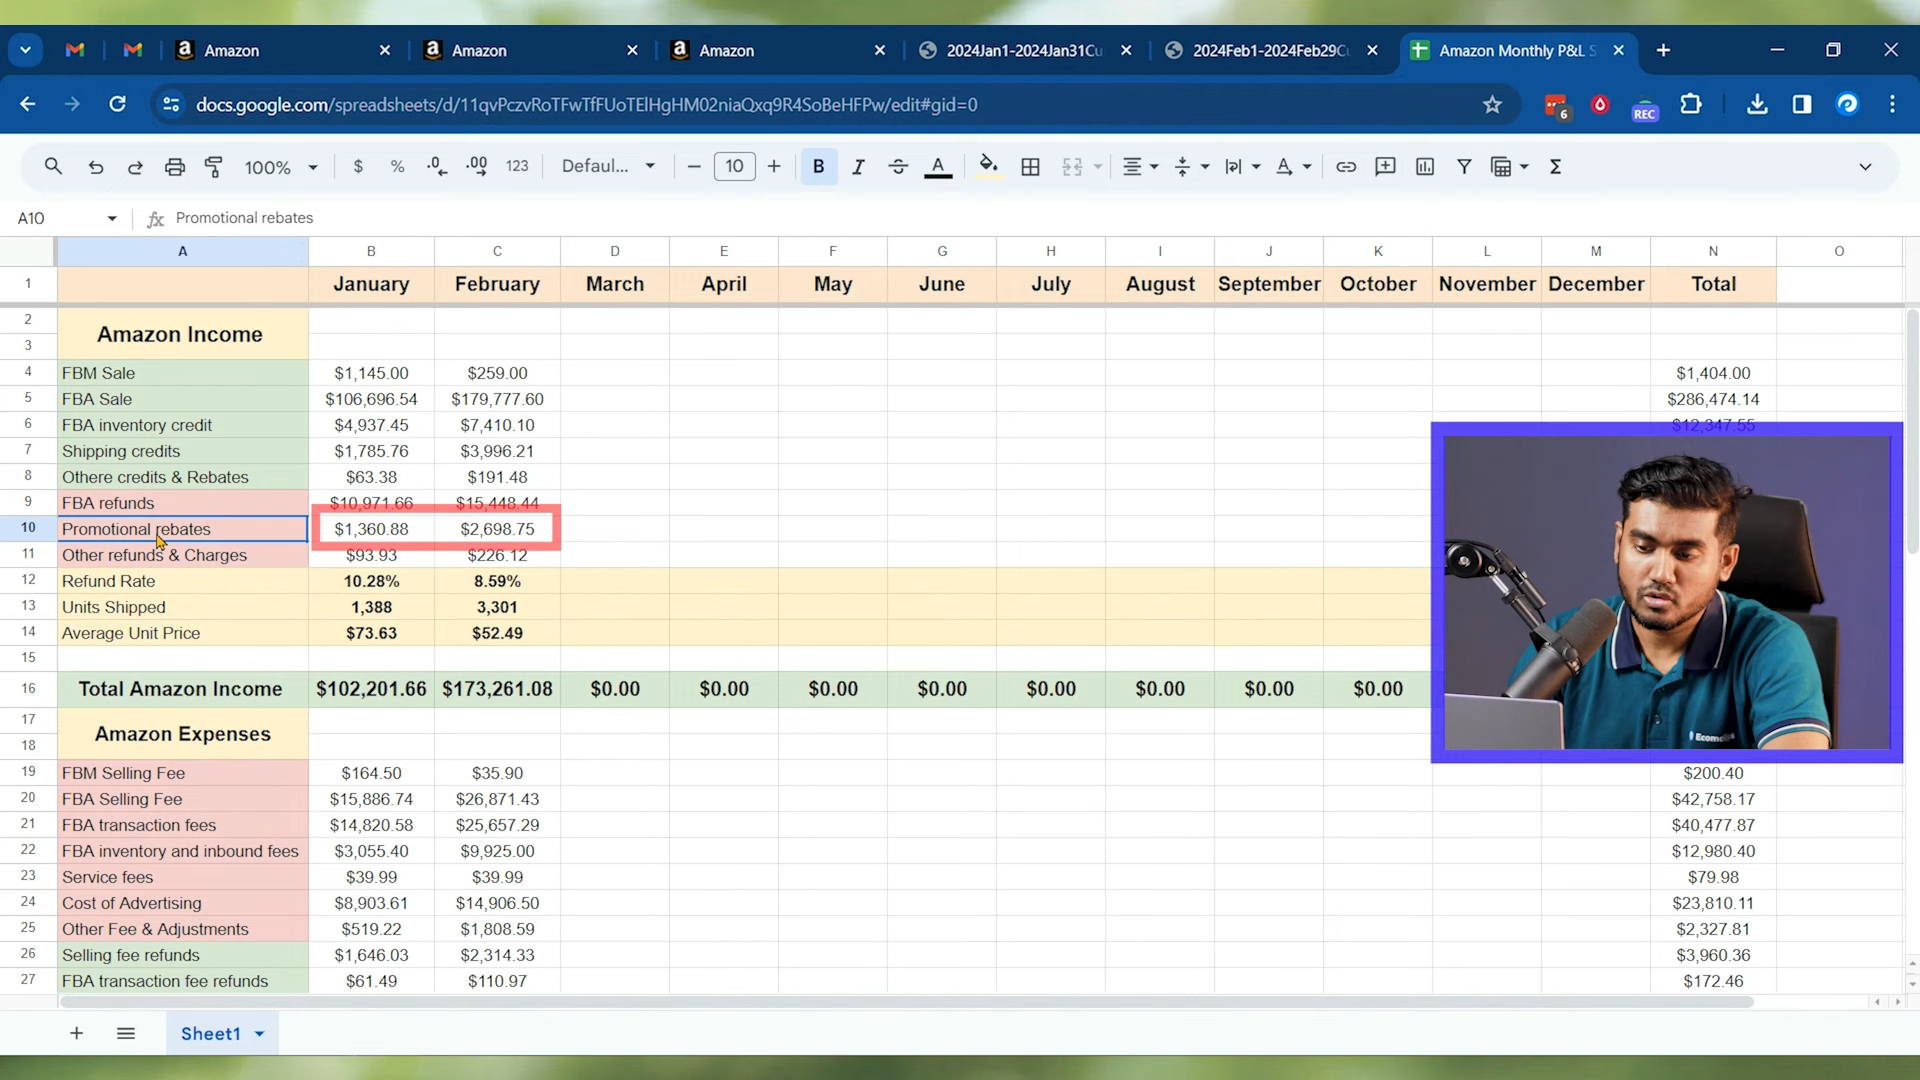 Amazon
Amazon
Amazon
2024Jan1-2024Jan31Cu
2024Feb1-2024Feb29Cu
Amazon Monthly P&L S
docs.google.com/spreadsheets/d/11qvPczvRoTFwTfFUoTElHgHM02niaQxq9R4SoBeHFPw/edit#gid=0
6
REC
100%
$
%
.0
.00
123
Defaul...
10
B
I
A
A
Σ
A10
fx Promotional rebates
A B C D E F G H I J K L M N O
1 January February March April May June July August September October November December Total
2 Amazon Income
3
4 FBM Sale $1,145.00 $259.00 $1,404.00
5 FBA Sale $106,696.54 $179,777.60 $286,474.14
6 FBA inventory credit $4,937.45 $7,410.10 $12,347.55
7 Shipping credits $1,785.76 $3,996.21
8 Othere credits & Rebates $63.38 $191.48
9 FBA refunds $10,971.66 $15,448.44
10 Promotional rebates $1,360.88 $2,698.75
11 Other refunds & Charges $93.93 $226.12
12 Refund Rate 10.28% 8.59%
13 Units Shipped 1,388 3,301
14 Average Unit Price $73.63 $52.49
15
16 Total Amazon Income $102,201.66 $173,261.08 $0.00 $0.00 $0.00 $0.00 $0.00 $0.00 $0.00 $0.00
17 Amazon Expenses
18
19 FBM Selling Fee $164.50 $35.90 $200.40
20 FBA Selling Fee $15,886.74 $26,871.43 $42,758.17
21 FBA transaction fees $14,820.58 $25,657.29 $40,477.87
22 FBA inventory and inbound fees $3,055.40 $9,925.00 $12,980.40
23 Service fees $39.99 $39.99 $79.98
24 Cost of Advertising $8,903.61 $14,906.50 $23,810.11
25 Other Fee & Adjustments $519.22 $1,808.59 $2,327.81
26 Selling fee refunds $1,646.03 $2,314.33 $3,960.36
27 FBA transaction fee refunds $61.49 $110.97 $172.46
Sheet1